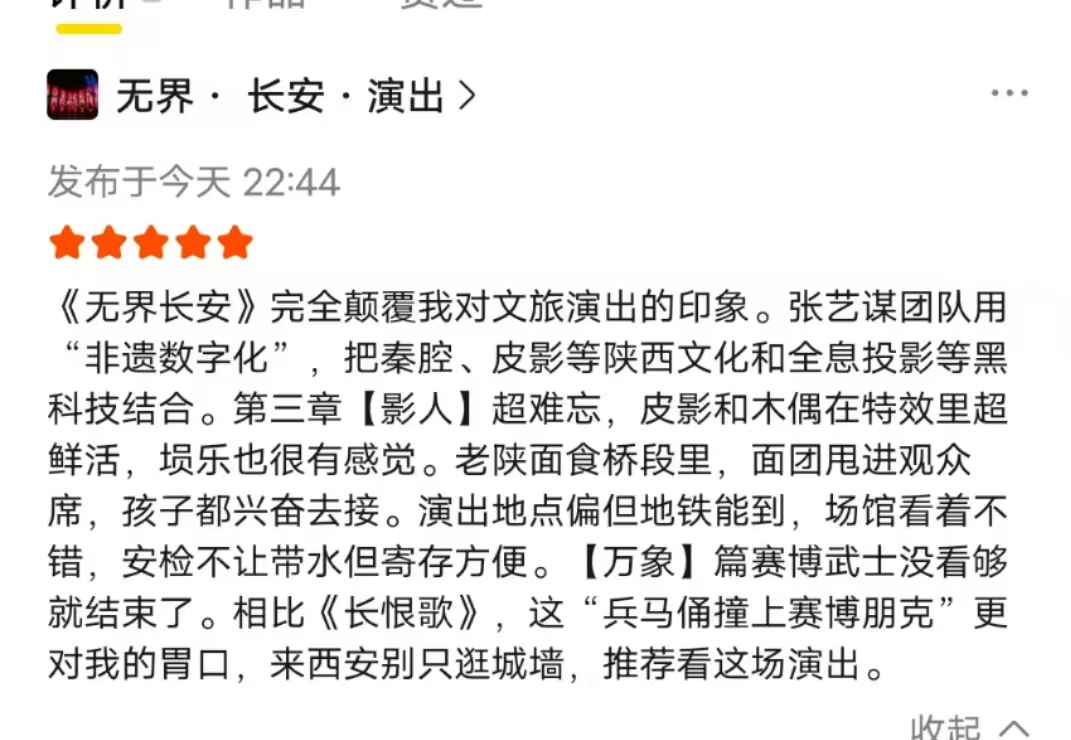 评价
作品
无界· 长安·演出
发布于今天 22:44
《无界长安》完全颠覆我对文旅演出的印象。张艺谋团队用
“非遗数字化”，把秦腔、皮影等陕西文化和全息投影等黑
科技结合。第三章【影人】超难忘，皮影和木偶在特效里超
鲜活，埙乐也很有感觉。老陕面食桥段里，面团甩进观众
席，孩子都兴奋去接。演出地点偏但地铁能到，场馆看着不
错，安检不让带水但寄存方便。【万象】篇赛博武士没看够
就结束了。相比《长恨歌》，这“兵马俑撞上赛博朋克”更
对我的胃口，来西安别只逛城墙，推荐看这场演出。
收起